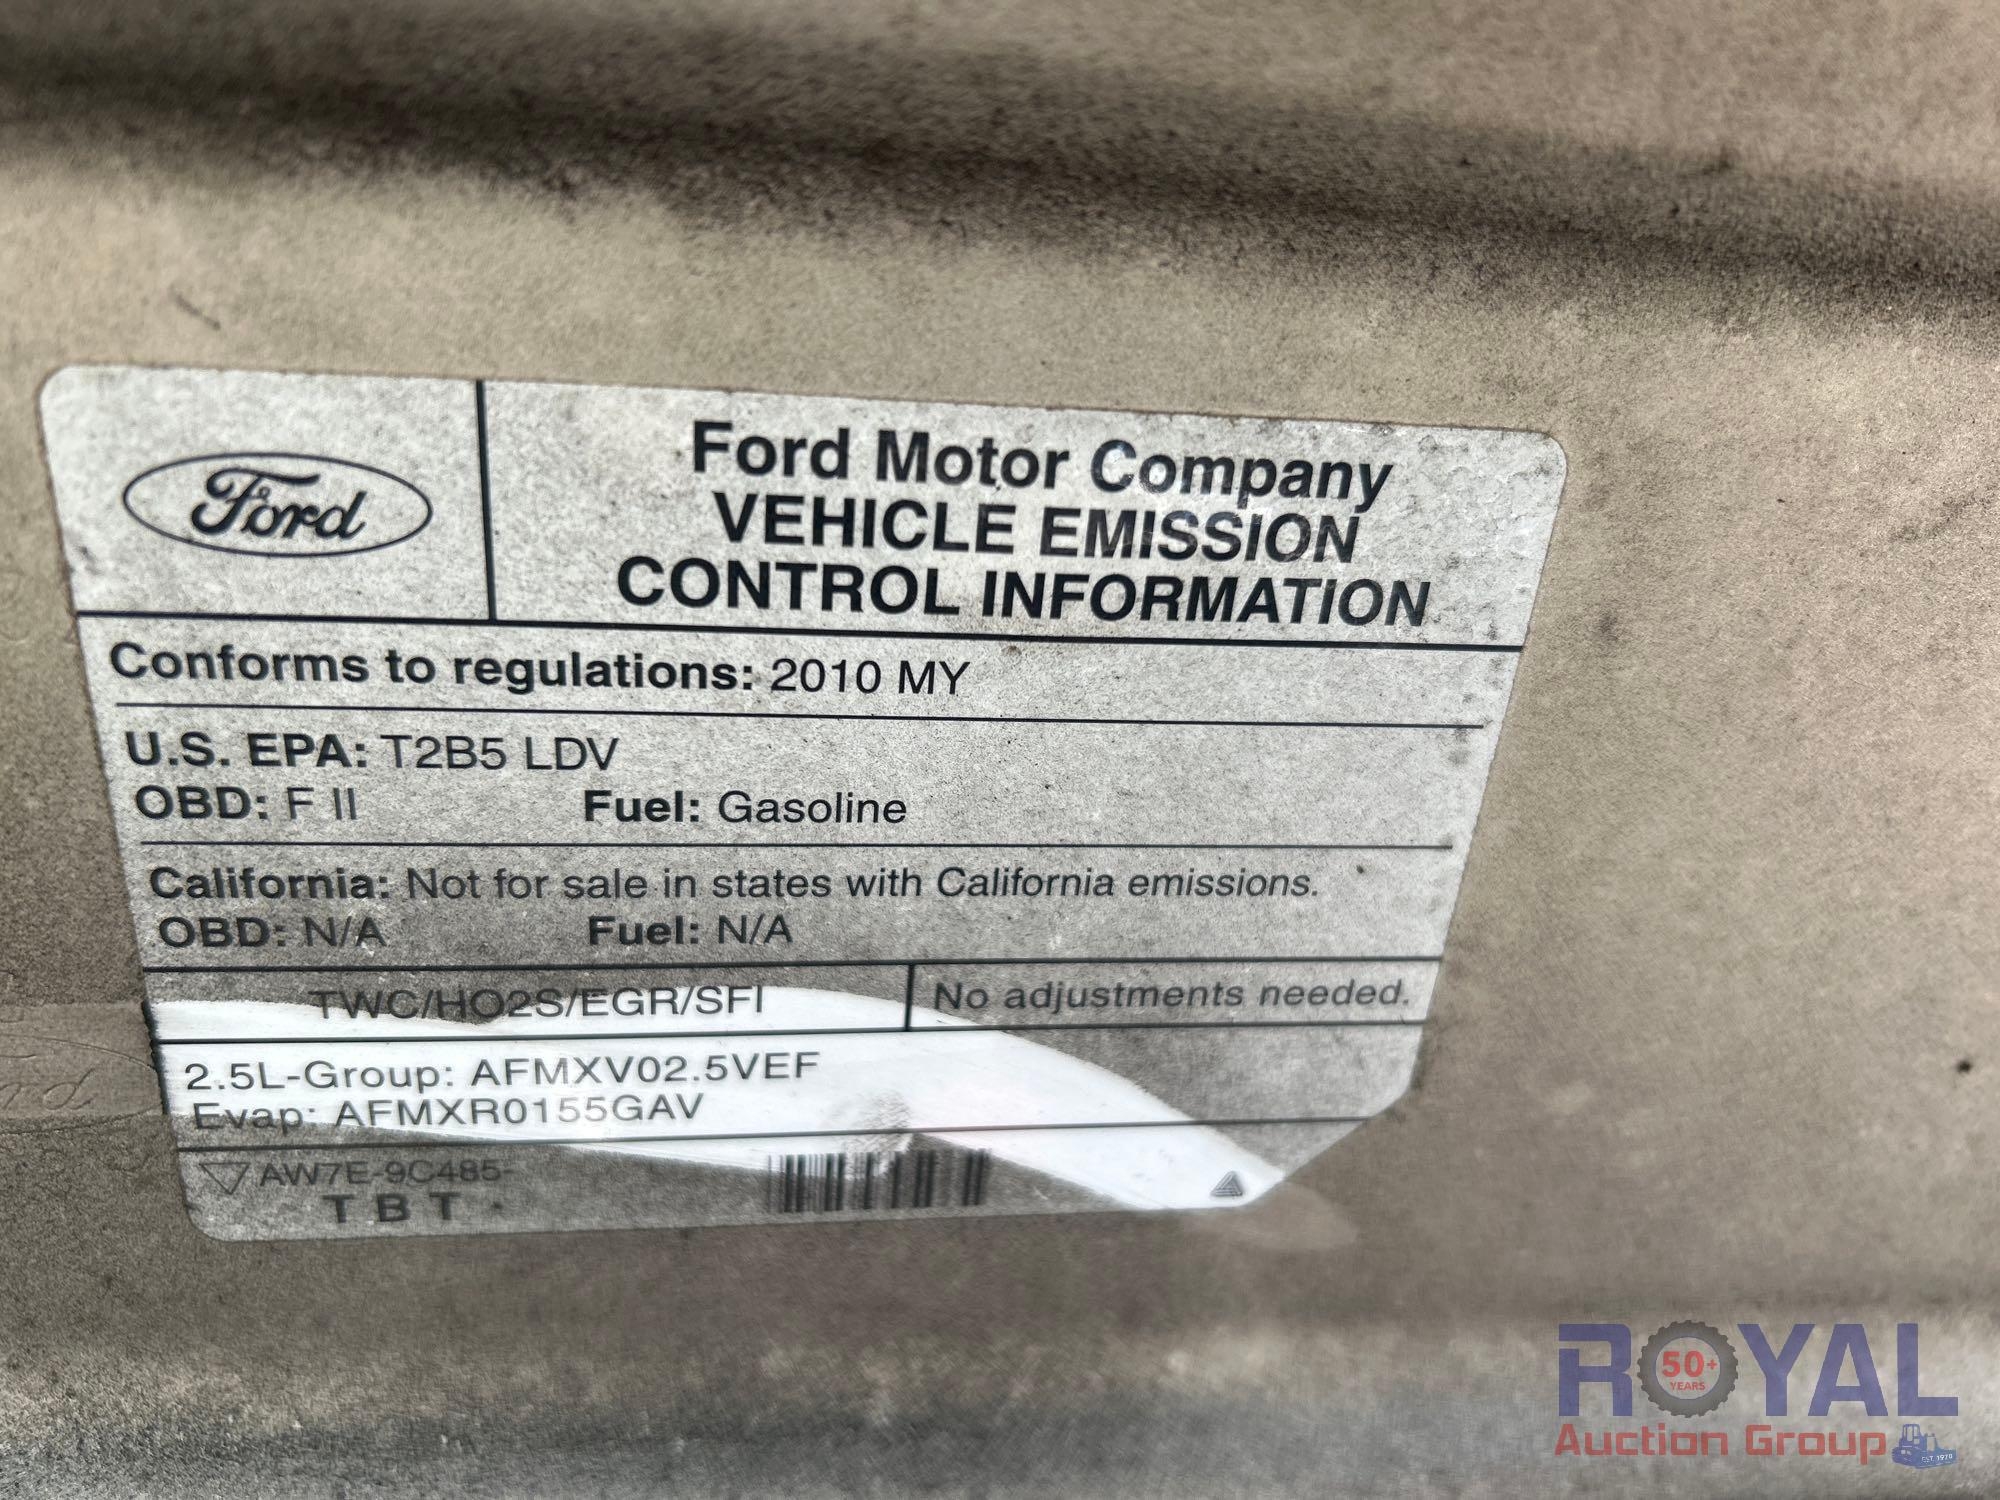 Ford
Ford Motor Company
VEHICLE EMISSION
CONTROL INFORMATION
Conforms to regulations: 2010 MY
U.S. EPA: T2B5 LDV
OBD: F II Fuel: Gasoline
California: Not for sale in states with California emissions.
OBD: N/A Fuel: N/A
TWC/HO2S/EGR/SFI No adjustments needed.
2.5L-Group: AFMXV02.5VEF
Evap: AFMXR0155GAV
AW7E-9C485-
TBT
ROYAL
50+
YEARS
Auction Group
EST. 1970